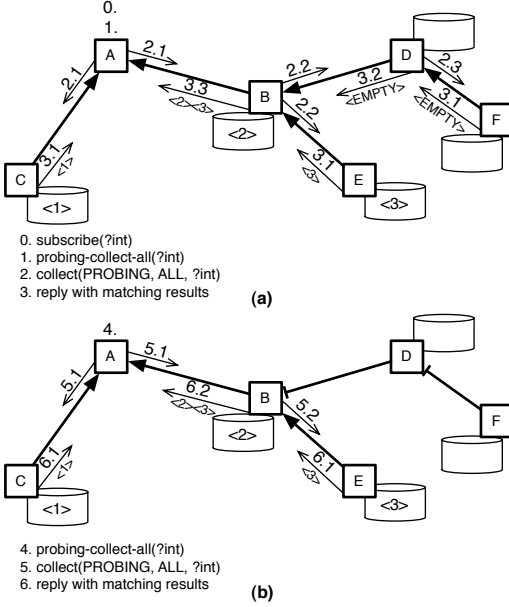 0.
1.
A
2.1
2.1
3.3
<2><3>
B
2.2
2.2
D
3.2
<EMPTY>
2.3
3.1
<EMPTY>
F
<2>
C
3.1
<1>
<1>
3.1
<3>
E
<3>
0. subscribe(?int)
1. probing-collect-all(?int)
2. collect(PROBING, ALL, ?int)
3. reply with matching results
(a)
4.
A
5.1
5.1
6.2
<2><3>
B
5.2
D
F
<2>
C
6.1
<1>
<1>
6.1
<3>
E
<3>
4. probing-collect-all(?int)
5. collect(PROBING, ALL, ?int)
6. reply with matching results
(b)